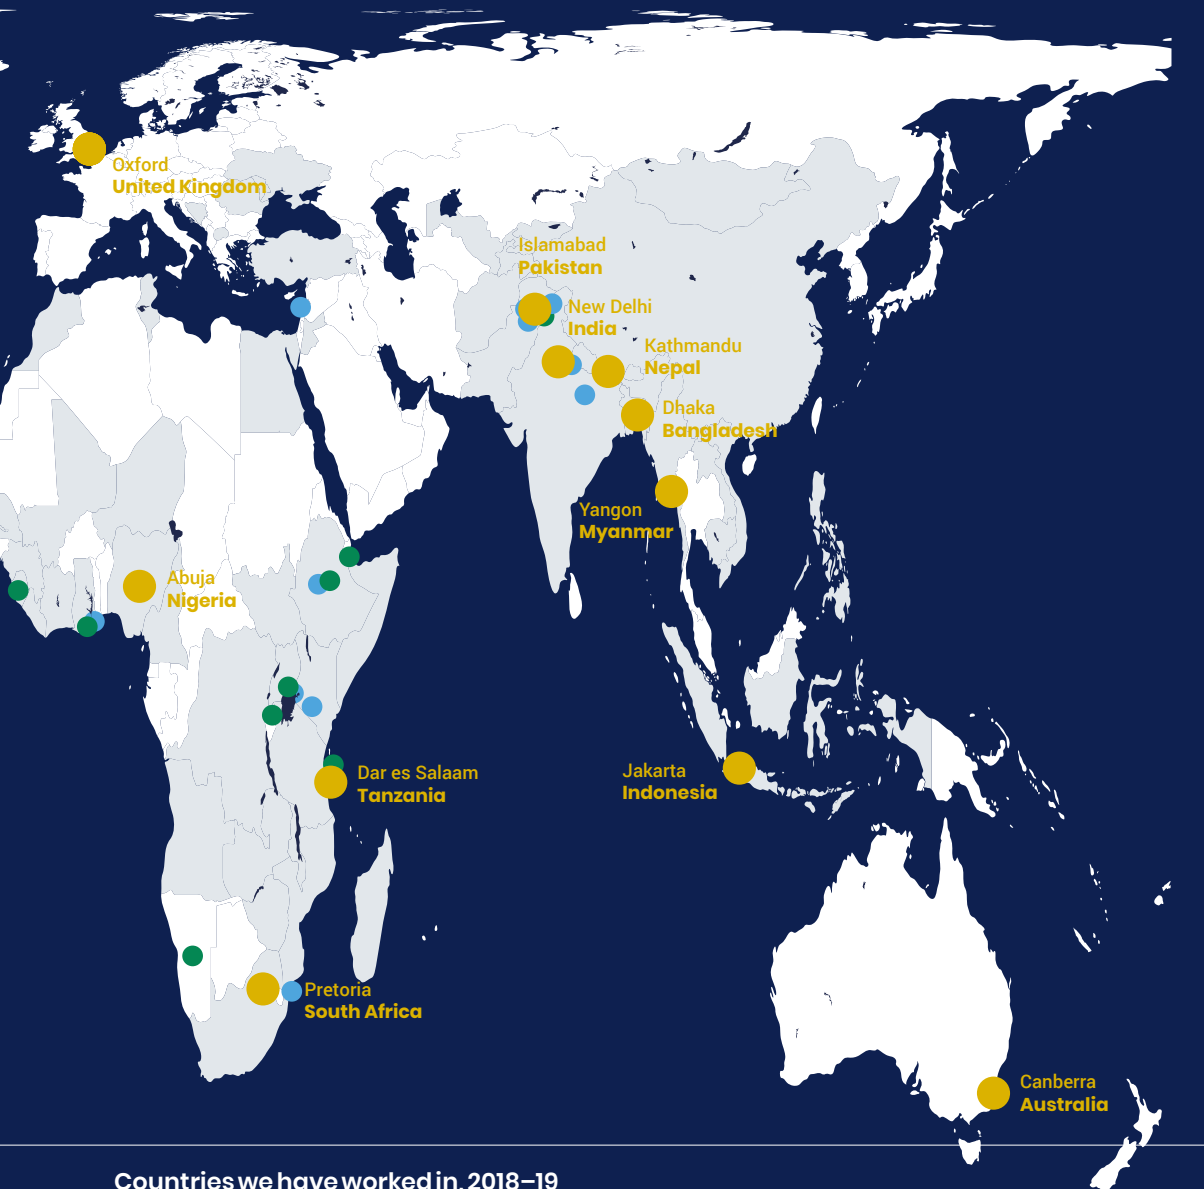 Oxford
United Kingdom
Islamabad
Pakistan
New Delhi
India
Kathmandu
Nepal
Dhaka
Bangladesh
Yangon
Myanmar
Abuja
Nigeria
Dar es Salaam
Tanzania
Jakarta
Indonesia
Pretoria
South Africa
Canberra
Australia
Countries we have worked in, 2018–19